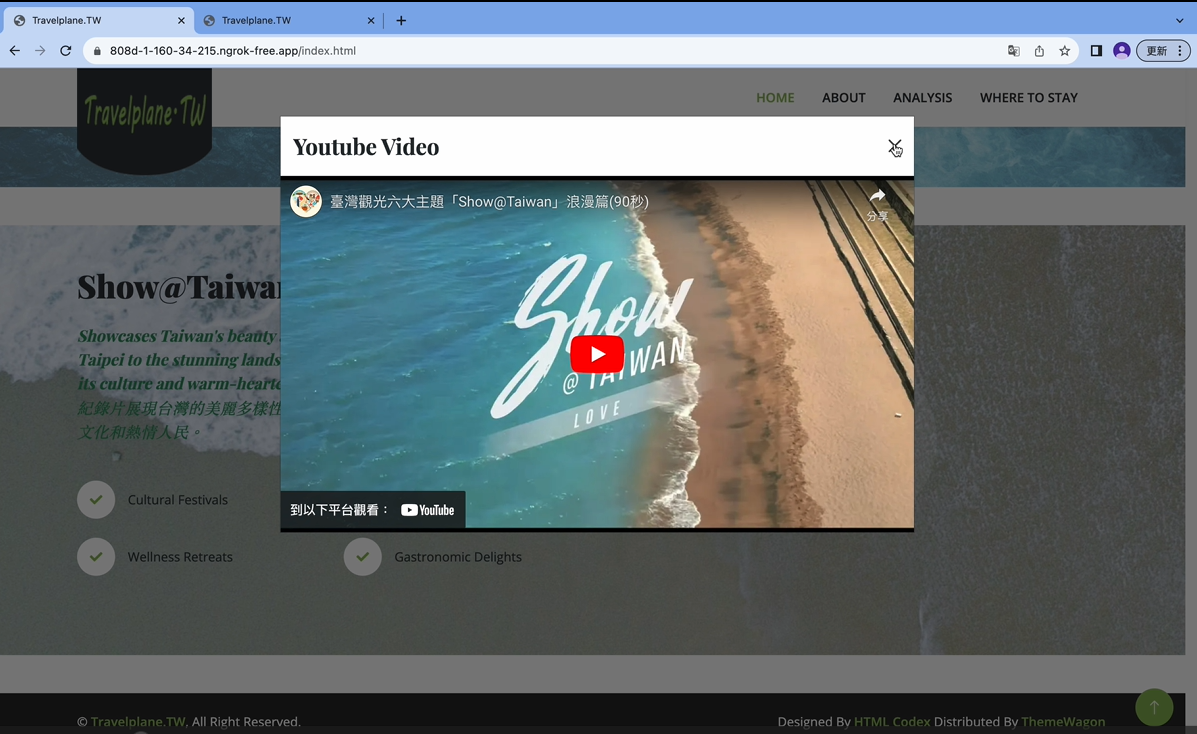 Travelplane.TW
Travelplane.TW
808d-1-160-34-215.ngrok-free.app/index.html
更新
Travelplane·TW
HOME
ABOUT
ANALYSIS
WHERE TO STAY
Youtube Video
臺灣觀光六大主題「Show@Taiwan」浪漫篇(90秒)
分享
Show
@TAIWAN
LOVE
到以下平台觀看：
YouTube
Show@Taiwan
Showcases Taiwan's beauty
Taipei to the stunning lands
its culture and warm-hearte
紀錄片展現台灣的美麗多樣性
文化和熱情人民。
Cultural Festivals
Wellness Retreats
Gastronomic Delights
© Travelplane.TW, All Right Reserved.
Designed By HTML Codex Distributed By ThemeWagon